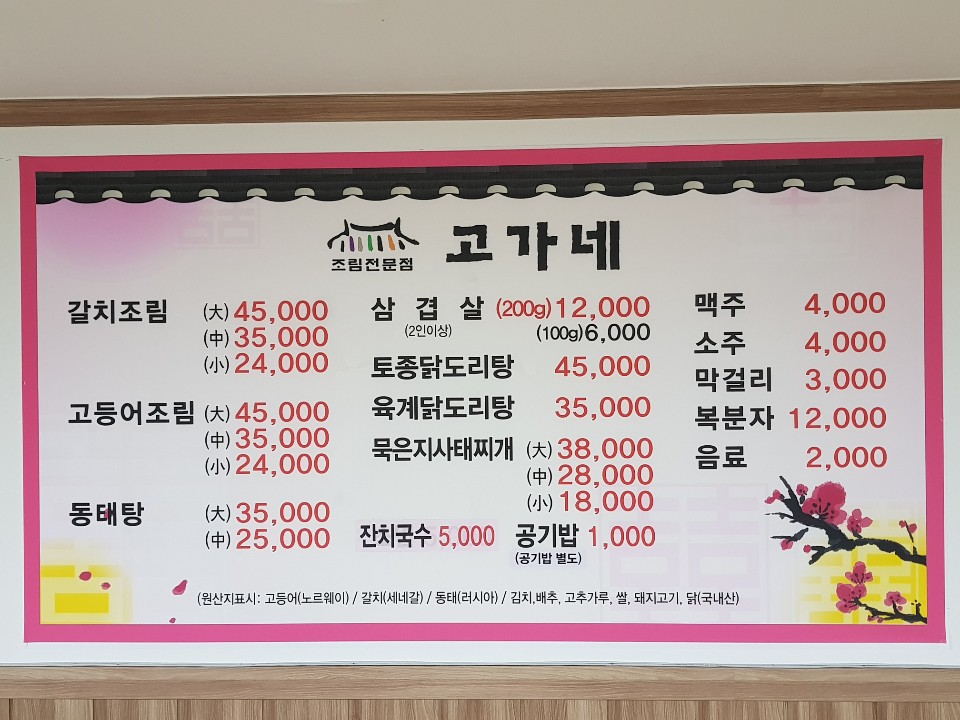 조림전문점 고가네
갈치조림 (大) 45,000
(中) 35,000
(小) 24,000
고등어조림 (大) 45,000
(中) 35,000
(小) 24,000
동태탕 (大) 35,000
(中) 25,000
삼겹살 (200g) 12,000
(2인이상) (100g) 6,000
토종닭도리탕 45,000
육계닭도리탕 35,000
묵은지사태찌개 (大) 38,000
(中) 28,000
(小) 18,000
잔치국수 5,000 공기밥 1,000
(공기밥 별도)
맥주 4,000
소주 4,000
막걸리 3,000
복분자 12,000
음료 2,000
(원산지표시: 고등어(노르웨이) / 갈치(세네갈) / 동태(러시아) / 김치,배추, 고추가루, 쌀, 돼지고기, 닭(국내산)